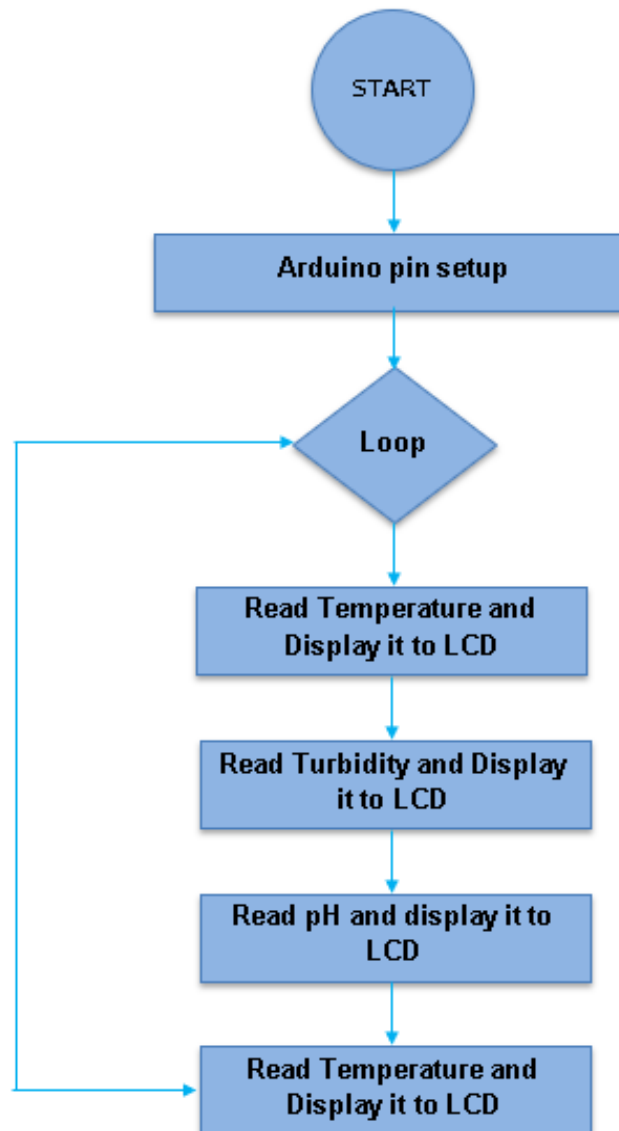 START
Arduino pin setup
Loop
Read Temperature and
Display it to LCD
Read Turbidity and Display
it to LCD
Read pH and display it to
LCD
Read Temperature and
Display it to LCD